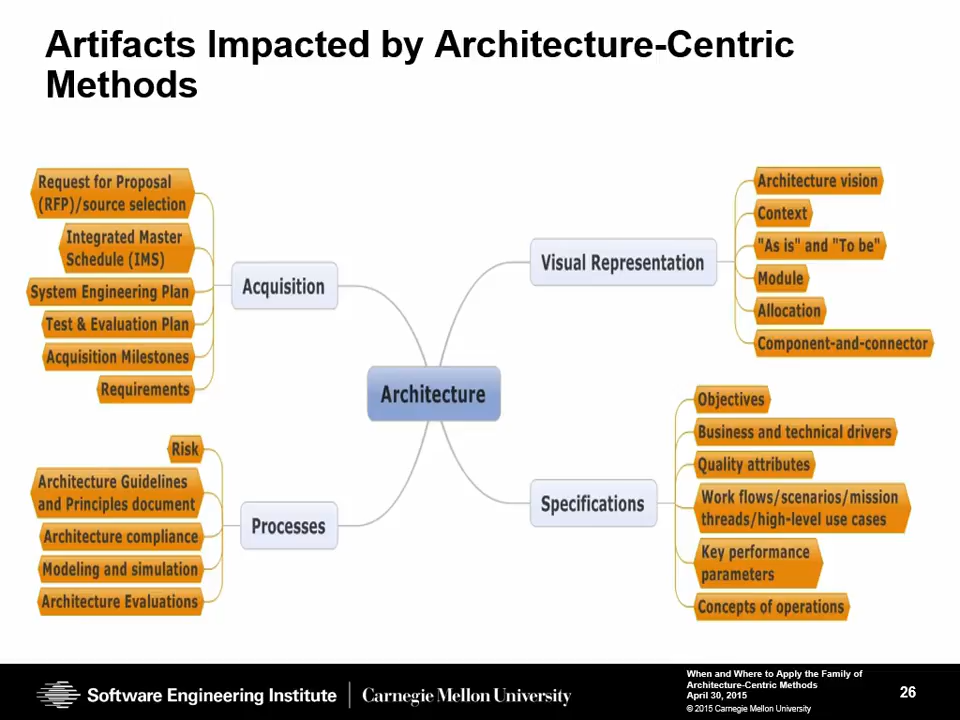 Artifacts Impacted by Architecture-Centric
Methods
Request for Proposal
(RFP)/source selection
Integrated Master
Schedule (IMS)
System Engineering Plan
Test & Evaluation Plan
Acquisition Milestones
Requirements
Acquisition
Risk
Architecture Guidelines
and Principles document
Architecture compliance
Modeling and simulation
Architecture Evaluations
Processes
Architecture
Visual Representation
Architecture vision
Context
"As is" and "To be"
Module
Allocation
Component-and-connector
Specifications
Objectives
Business and technical drivers
Quality attributes
Work flows/scenarios/mission
threads/high-level use cases
Key performance
parameters
Concepts of operations
Software Engineering Institute
Carnegie Mellon University
When and Where to Apply the Family of
Architecture-Centric Methods
April 30, 2015
© 2015 Carnegie Mellon University
26